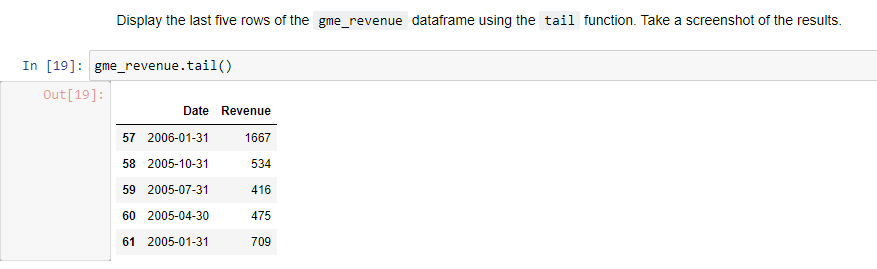 Display the last five rows of the gme_revenue dataframe using the tail function. Take a screenshot of the results.
In [19]: gme_revenue.tail()
Out[19]:
Date Revenue
57 2006-01-31 1667
58 2005-10-31 534
59 2005-07-31 416
60 2005-04-30 475
61 2005-01-31 709